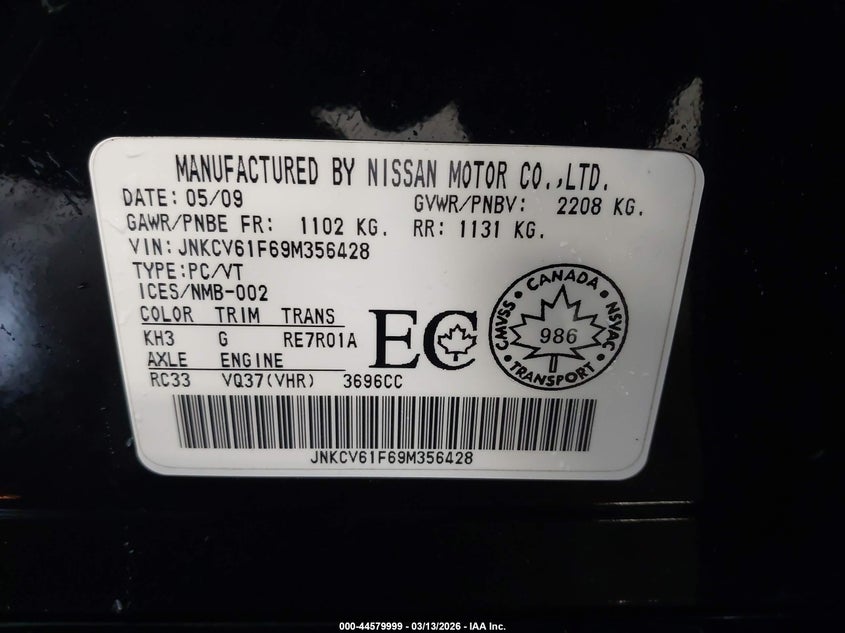 MANUFACTURED BY NISSAN MOTOR CO.,LTD.
DATE: 05/09 GVWR/PNBV: 2208 KG.
GAWR/PNBE FR: 1102 KG. RR: 1131 KG.
VIN: JNKCV61F69M356428
TYPE: PC/VT
ICES/NMB-002
COLOR TRIM TRANS
KH3 G RE7R01A
AXLE ENGINE
RC33 VQ37(VHR) 3696CC
EC
CANADA
CMVSS 986 NSVAC
TRANSPORT
JNKCV61F69M356428
000-44579999 — 03/13/2026 — IAA Inc.